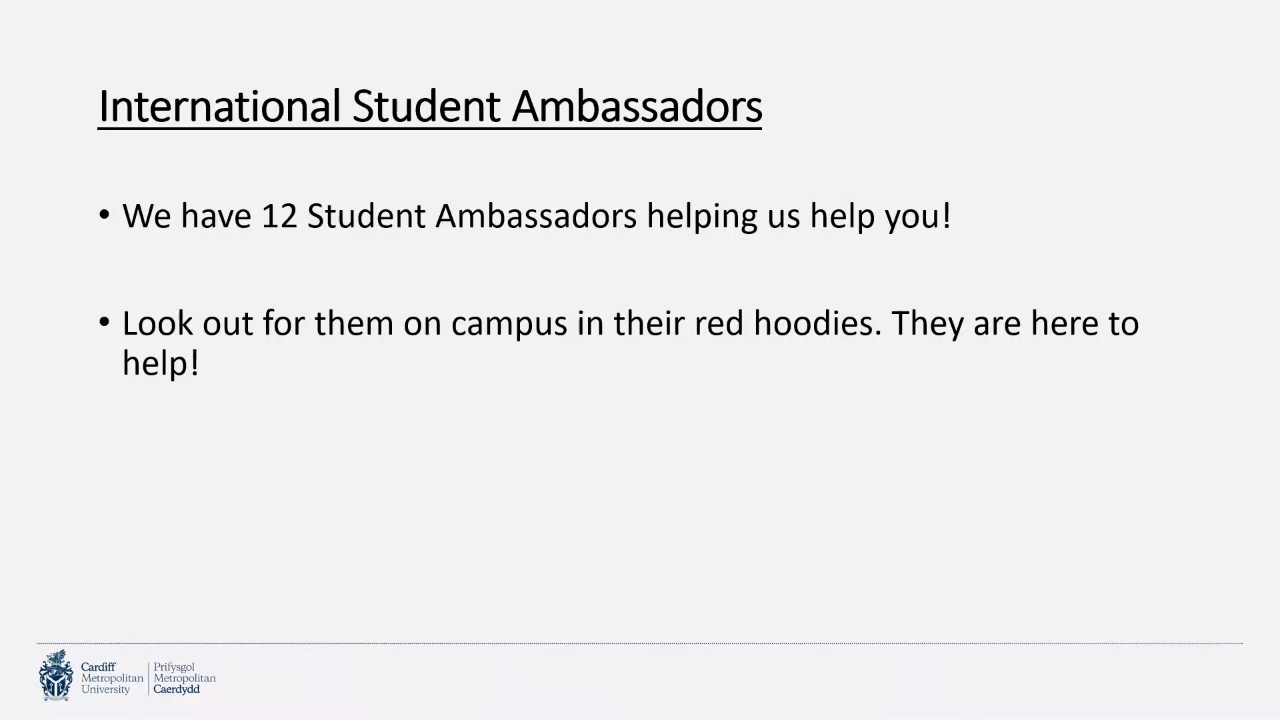 International Student Ambassadors
• We have 12 Student Ambassadors helping us help you!
• Look out for them on campus in their red hoodies. They are here to
help!
Cardiff
Metropolitan
University
Prifysgol
Metropolitan
Caerdydd